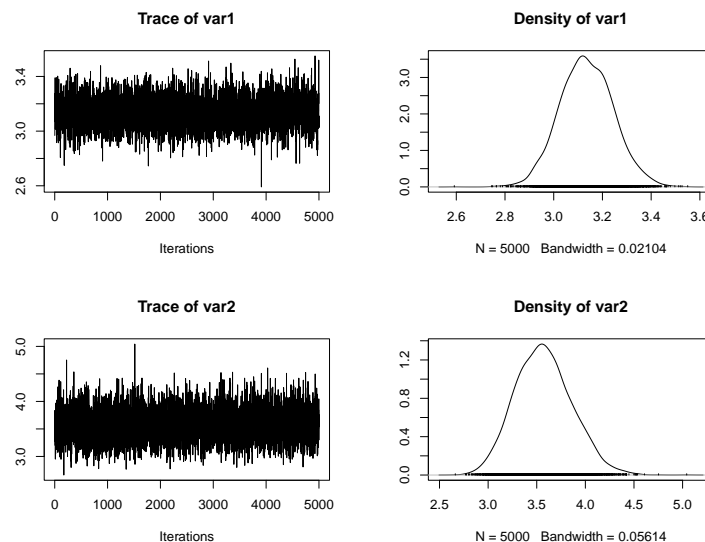 Trace of var1
3.4
3.0
2.6
0 1000 2000 3000 4000 5000
Iterations
Density of var1
3.0
2.0
1.0
0.0
2.6 2.8 3.0 3.2 3.4 3.6
N = 5000 Bandwidth = 0.02104
Trace of var2
5.0
4.0
3.0
0 1000 2000 3000 4000 5000
Iterations
Density of var2
1.2
0.8
0.4
0.0
2.5 3.0 3.5 4.0 4.5 5.0
N = 5000 Bandwidth = 0.05614